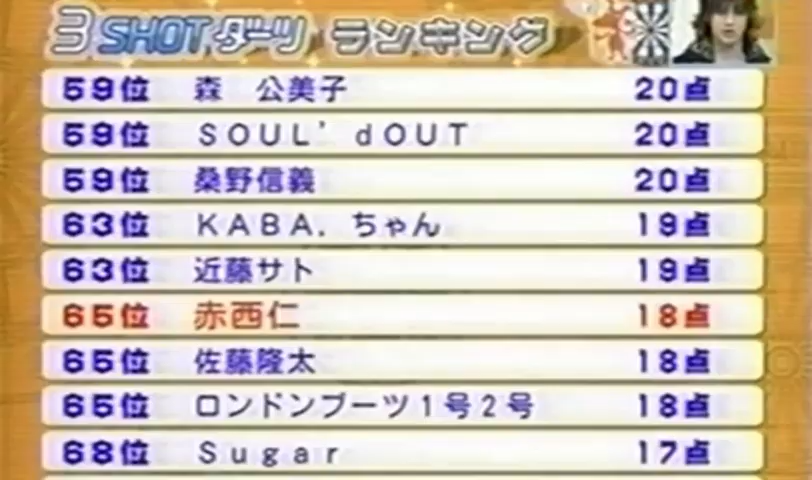 3 SHOT ダーツ ランキング
59位 森 公美子 20点
59位 SOUL'dOUT 20点
59位 桑野信義 20点
63位 KABA.ちゃん 19点
63位 近藤サト 19点
65位 赤西仁 18点
65位 佐藤隆太 18点
65位 ロンドンブーツ1号2号 18点
68位 Sugar 17点